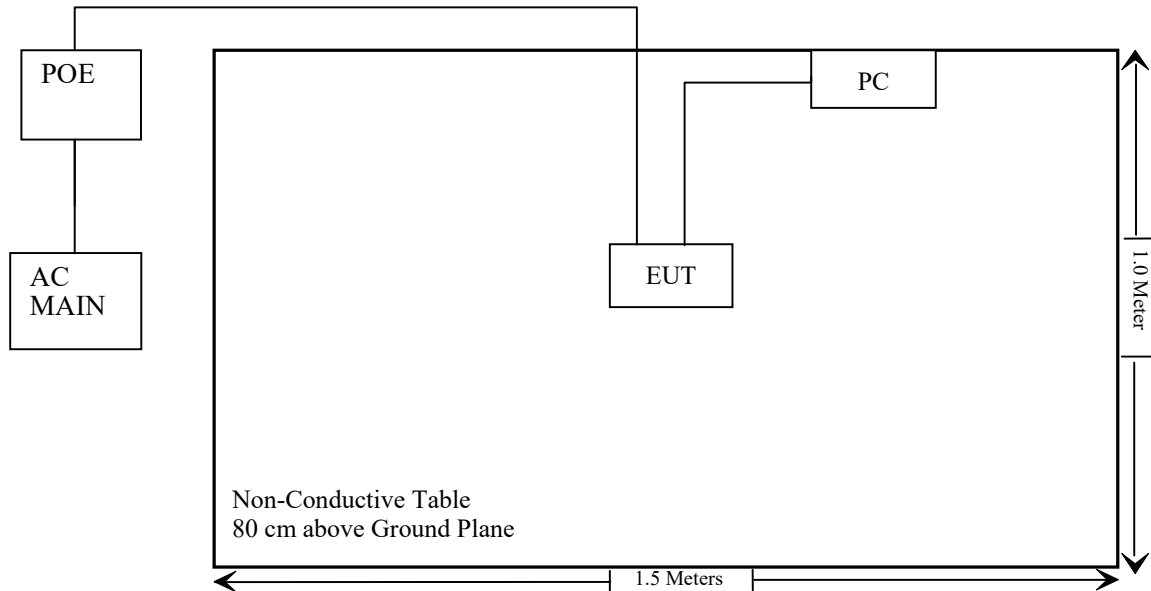 POE
PC
AC
MAIN
EUT
1.0 Meter
Non-Conductive Table
80 cm above Ground Plane
1.5 Meters